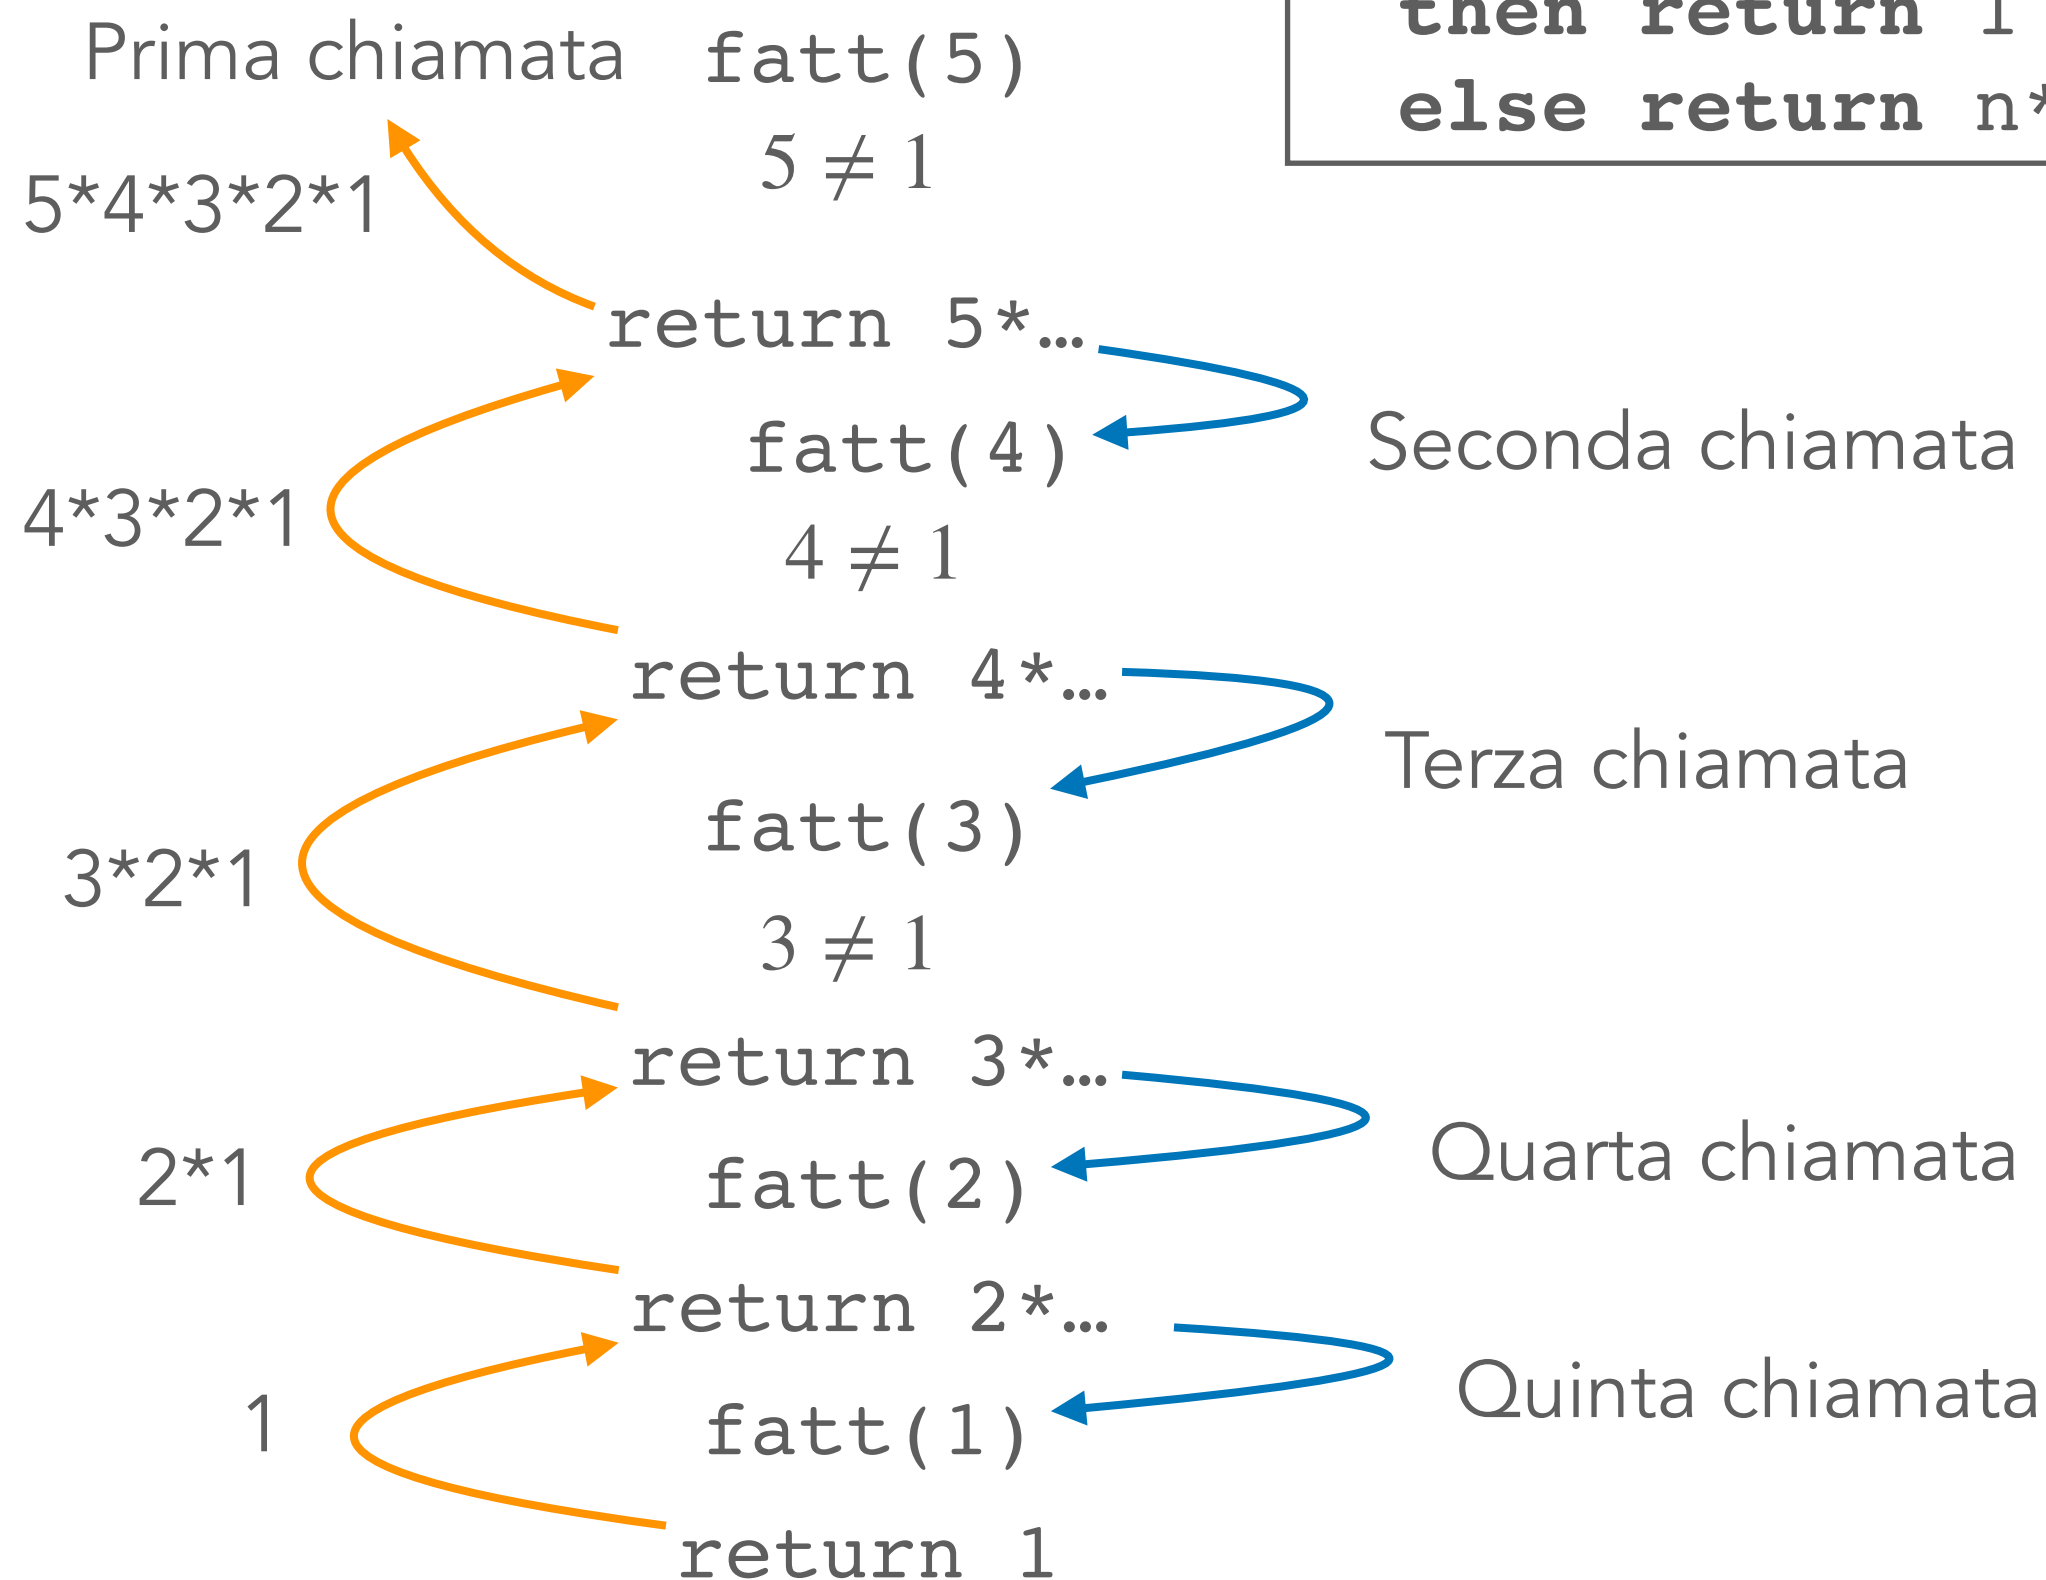 Prima chiamata fatt(5)
then return 1
else return n*
5 ≠ 1
5*4*3*2*1
return 5*…
fatt(4)
Seconda chiamata
4*3*2*1
4 ≠ 1
return 4*…
Terza chiamata
fatt(3)
3*2*1
3 ≠ 1
return 3*…
Quarta chiamata
2*1
fatt(2)
return 2*…
Quinta chiamata
1
fatt(1)
return 1